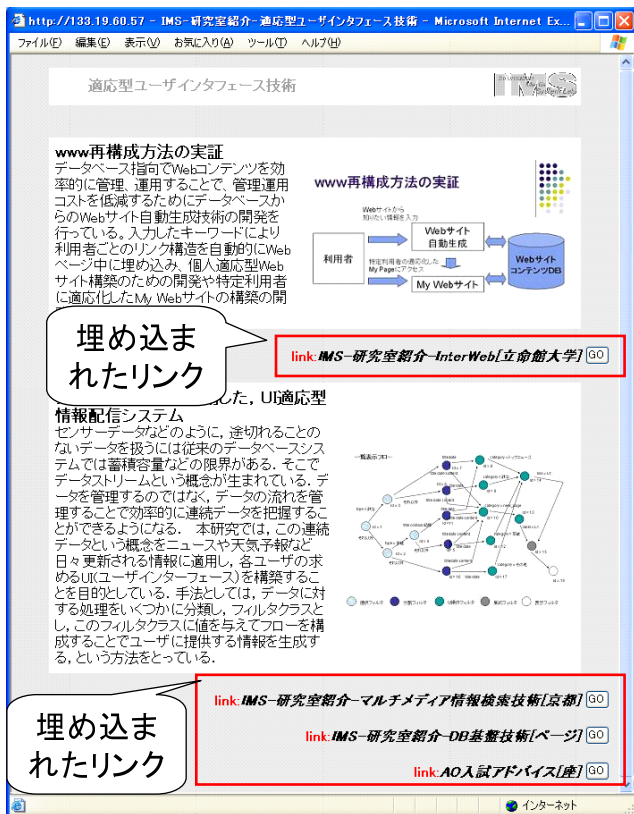 http://133.19.60.57 - IMS-研究室紹介-適応型ユーザインタフェース技術 - Microsoft Internet Ex...
ファイル(F) 編集(E) 表示(V) お気に入り(A) ツール(T) ヘルプ(H)
適応型ユーザインタフェース技術
www再構成方法の実証
データベース指向でWebコンテンツを効
率的に管理、運用することで、管理運用
コストを低減するためにデータベースか
らのWebサイト自動生成技術の開発を
行っている。入力したキーワードにより
利用者ごとのリンク構造を自動的にWeb
ページ中に埋め込み、個人適応型Web
サイト構築のための開発や特定利用者
に適応化したMy Webサイトの構築の開
www再構成方法の実証
Webサイトから
知りたい情報を入力
Webサイト
自動生成
利用者
特定利用者の適応化した
My Pageにアクセス
My Webサイト
Webサイト
コンテンツDB
埋め込ま
れたリンク
link:IMS-研究室紹介-InterWeb[立命館大学] GO
した，UI適応型
情報配信システム
センサーデータなどのように，途切れることの
ないデータを扱うには従来のデータベースシス
テムでは蓄積容量などの限界がある．そこで
データストリームという概念が生まれている．デ
ータを管理するのではなく，データの流れを管
理することで効率的に連続データを把握するこ
とができるようになる． 本研究では，この連続
データという概念をニュースや天気予報など
日々更新される情報に適用し，各ユーザの求
めるUI(ユーザインターフェース)を構築するこ
とを目的としている．手法としては，データに対
する処理をいくつかに分類し，フィルタクラスと
し，このフィルタクラスに値を与えてフローを構
成することでユーザに提供する情報を生成す
る，という方法をとっている．
一覧表示フロー
埋め込ま
れたリンク
link:IMS-研究室紹介-マルチメディア情報検索技術[京都] GO
link:IMS-研究室紹介-DB基盤技術[ページ] GO
link:AO入試アドバイス[座] GO
インターネット